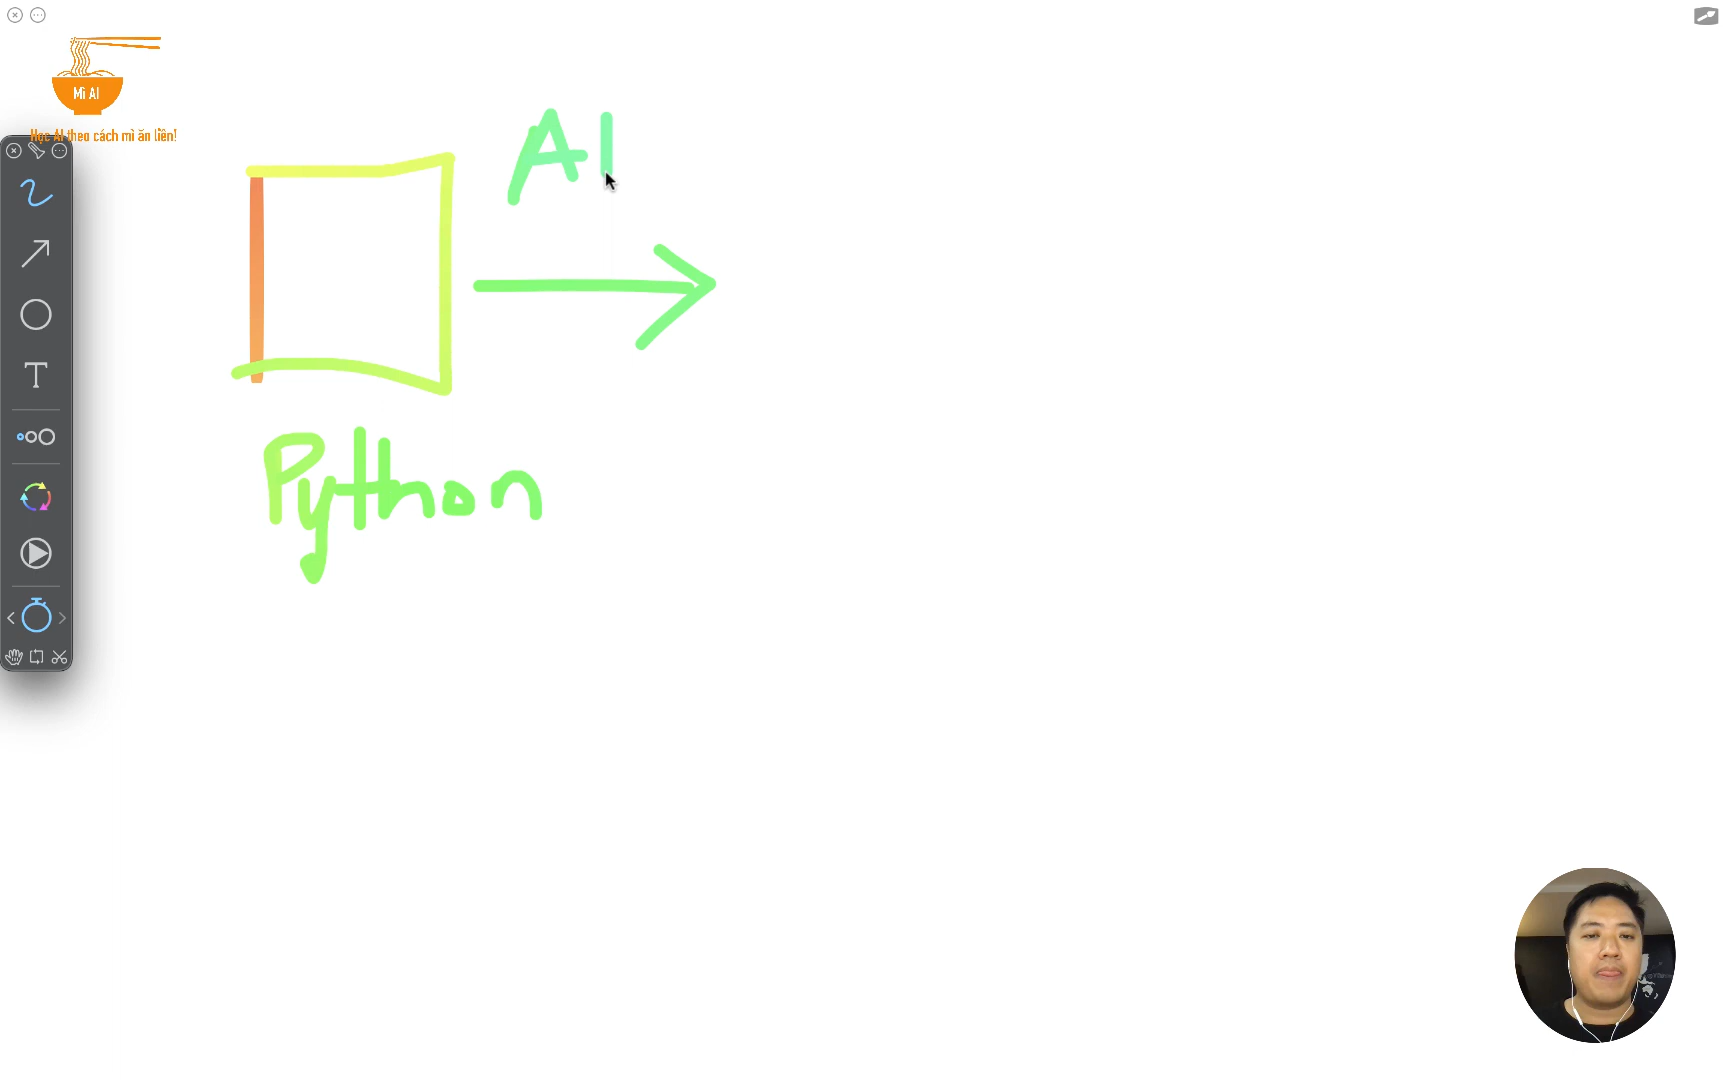 Mì AI
Học AI theo cách mì ăn liền!
AI
Python